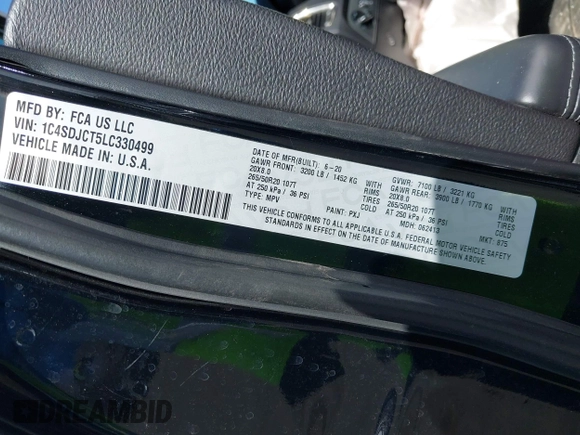 MFD BY: FCA US LLC
VIN: 1C4SDJCT5LC330499
VEHICLE MADE IN U.S.A.
DATE OF MFR(BUILT): 6-20
GAWR FRONT: 3200 LB / 1452 KG WITH
20X8.0 RIMS
265/50R20 107T TIRES
AT 250 kPa / 36 PSI COLD
TYPE: MPV PAINT: PXJ
GVWR: 7100 LB / 3221 KG
GAWR REAR: 3900 LB / 1770 KG WITH
20X8.0 RIMS
265/50R20 107T TIRES
AT 250 kPa / 36 PSI COLD
MDH: 062413 MKT: 875
THIS VEHICLE CONFORMS TO ALL APPLICABLE U.S.A. FEDERAL MOTOR VEHICLE SAFETY
STANDARDS IN EFFECT ON THE DATE OF MANUFACTURE SHOWN ABOVE.
DREAMBID